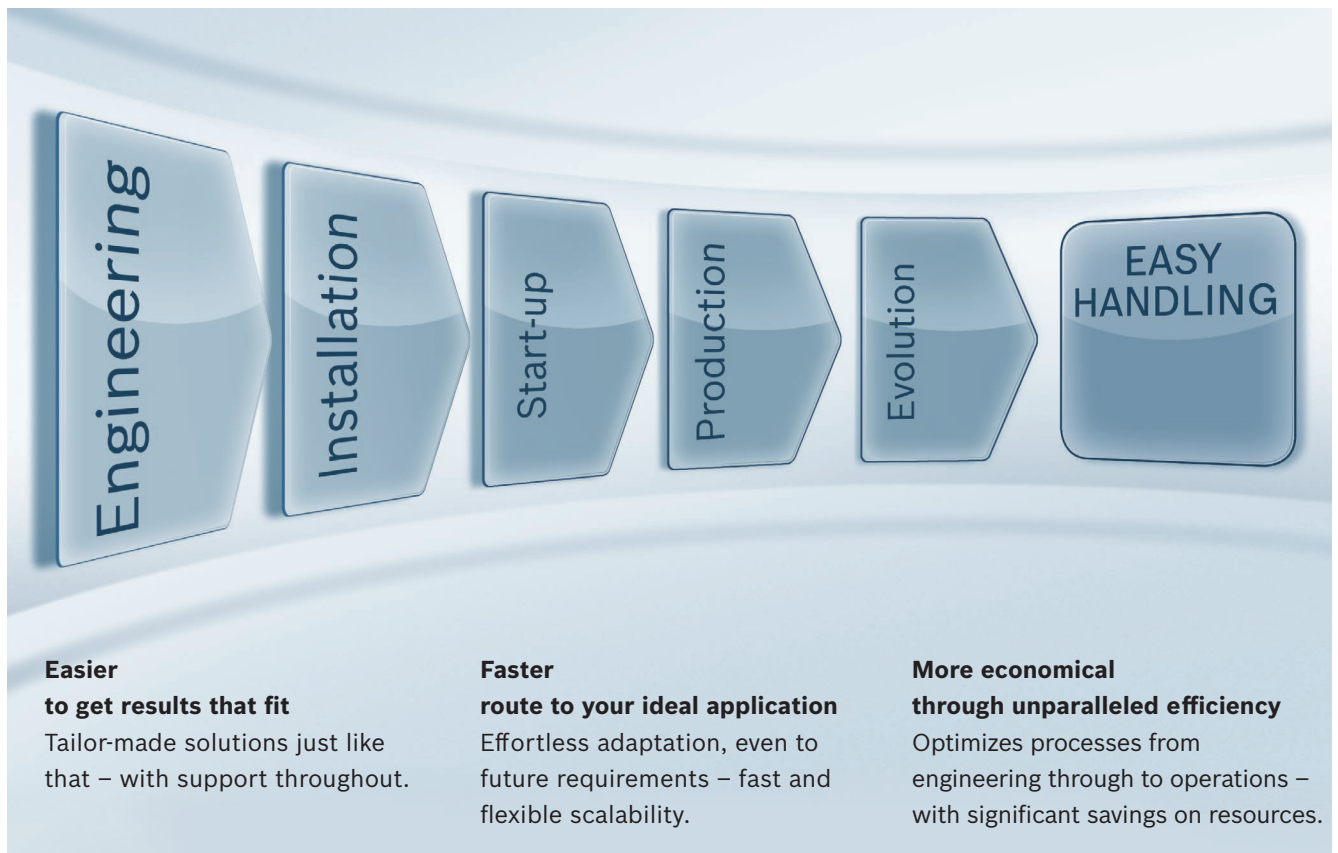 Engineering
Installation
Start-up
Production
Evolution
EASY
HANDLING
Easier
to get results that fit
Tailor-made solutions just like
that – with support throughout.
Faster
route to your ideal application
Effortless adaptation, even to
future requirements – fast and
flexible scalability.
More economical
through unparalleled efficiency
Optimizes processes from
engineering through to operations –
with significant savings on resources.